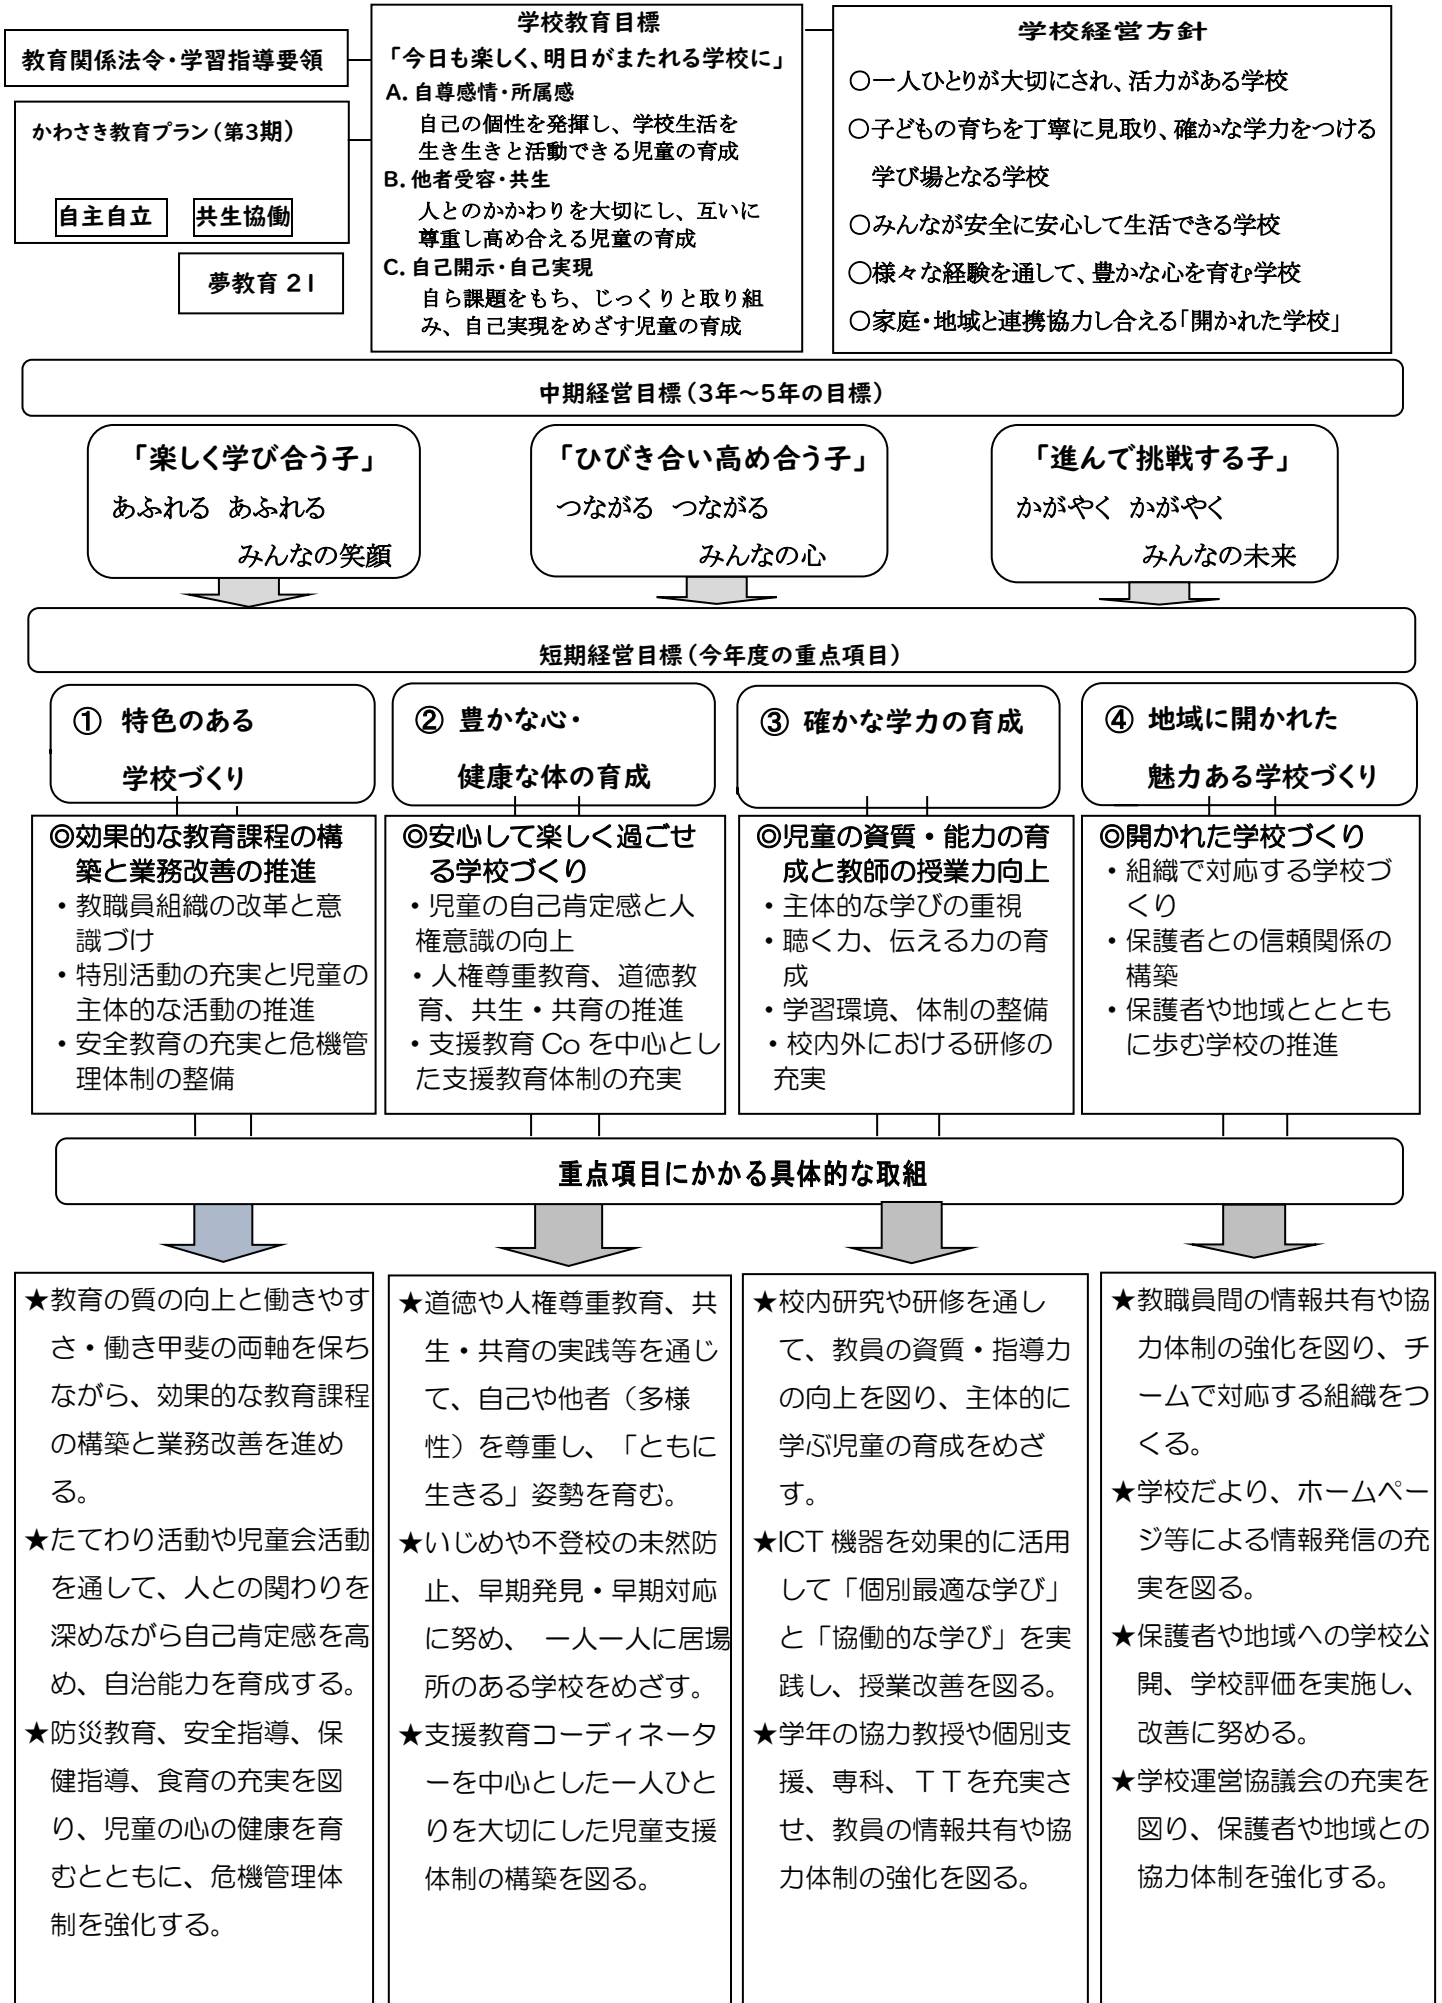 教育関係法令・学習指導要領
かわさき教育プラン（第3期）
自主自立
共生協働
夢教育 21
学校教育目標
「今日も楽しく、明日がまたれる学校に」
A. 自尊感情・所属感
自己の個性を発揮し、学校生活を
生き生きと活動できる児童の育成
B. 他者受容・共生
人とのかかわりを大切にし、互いに
尊重し高め合える児童の育成
C. 自己開示・自己実現
自ら課題をもち、じっくりと取り組
み、自己実現をめざす児童の育成
学校経営方針
○一人ひとりが大切にされ、活力がある学校
○子どもの育ちを丁寧に見取り、確かな学力をつける
学び場となる学校
○みんなが安全に安心して生活できる学校
○様々な経験を通して、豊かな心を育む学校
○家庭・地域と連携協力し合える「開かれた学校」
中期経営目標（3年～5年の目標）
「楽しく学び合う子」
あふれる あふれる
みんなの笑顔
「ひびき合い高め合う子」
つながる つながる
みんなの心
「進んで挑戦する子」
かがやく かがやく
みんなの未来
短期経営目標（今年度の重点項目）
① 特色のある
学校づくり
② 豊かな心・
健康な体の育成
③ 確かな学力の育成
④ 地域に開かれた
魅力ある学校づくり
◎効果的な教育課程の構
築と業務改善の推進
・教職員組織の改革と意
識づけ
・特別活動の充実と児童の
主体的な活動の推進
・安全教育の充実と危機管
理体制の整備
◎安心して楽しく過ごせ
る学校づくり
・児童の自己肯定感と人
権意識の向上
・人権尊重教育、道徳教
育、共生・共育の推進
・支援教育 Co を中心とし
た支援教育体制の充実
◎児童の資質・能力の育
成と教師の授業力向上
・主体的な学びの重視
・聴く力、伝える力の育
成
・学習環境、体制の整備
・校内外における研修の
充実
◎開かれた学校づくり
・組織で対応する学校づ
くり
・保護者との信頼関係の
構築
・保護者や地域ととともに
に歩む学校の推進
重点項目にかかる具体的な取組
★教育の質の向上と働きやす
さ・働き甲斐の両軸を保ち
ながら、効果的な教育課程
の構築と業務改善を進め
る。
★たてわり活動や児童会活動
を通して、人との関わりを
深めながら自己肯定感を高
め、自治能力を育成する。
★防災教育、安全指導、保
健指導、食育の充実を図
り、児童の心の健康を育
むとともに、危機管理体
制を強化する。
★道徳や人権尊重教育、共
生・共育の実践等を通じ
て、自己や他者（多様
性）を尊重し、「ともに
生きる」姿勢を育む。
★いじめや不登校の未然防
止、早期発見・早期対応
に努め、 一人一人に居場
所のある学校をめざす。
★支援教育コーディネータ
ーを中心とした一人ひと
りを大切にした児童支援
体制の構築を図る。
★校内研究や研修を通し
て、教員の資質・指導力
の向上を図り、主体的に
学ぶ児童の育成をめざ
す。
★ICT 機器を効果的に活用
して「個別最適な学び」
と「協働的な学び」を実
践し、授業改善を図る。
★学年の協力教授や個別支
援、専科、ＴＴを充実さ
せ、教員の情報共有や協
力体制の強化を図る。
★教職員間の情報共有や協
力体制の強化を図り、チ
ームで対応する組織をつ
くる。
★学校だより、ホームペー
ジ等による情報発信の充
実を図る。
★保護者や地域への学校公
開、学校評価を実施し、
改善に努める。
★学校運営協議会の充実を
図り、保護者や地域との
協力体制を強化する。